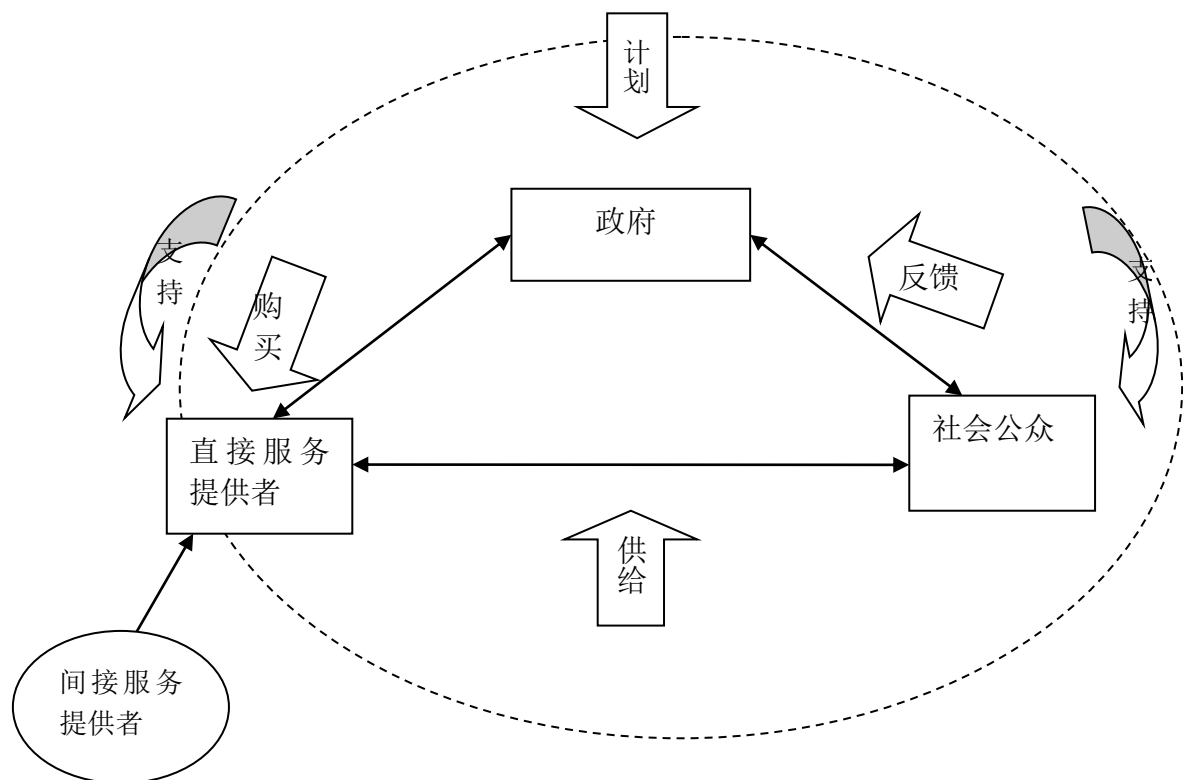 计
划
政府
支
持
购
买
反馈
支
持
直接服务
提供者
社会公众
供
给
间接服务
提供者